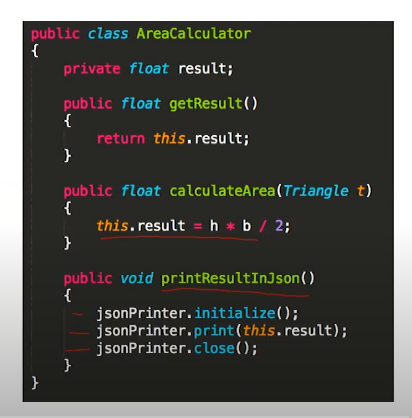 public class AreaCalculator
{
private float result;
public float getResult()
{
return this.result;
}
public float calculateArea(Triangle t)
{
this.result = h * b / 2;
}
public void printResultInJson()
{
jsonPrinter.initialize();
jsonPrinter.print(this.result);
jsonPrinter.close();
}
}